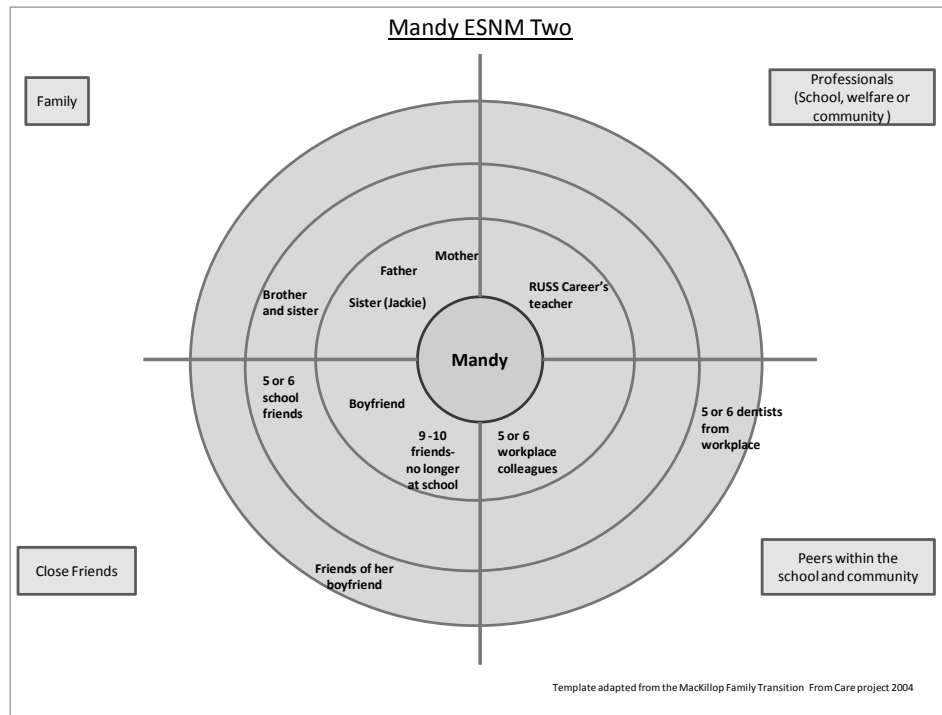 Mandy ESNM Two
Family
Professionals
(School, welfare or
community )
Mother
Father
Sister (Jackie)
Brother
and sister
RUSS Career's
teacher
Mandy
5 or 6
school
friends
Boyfriend
9 -10
friends-
no longer
at school
5 or 6
workplace
colleagues
5 or 6 dentists
from
workplace
Friends of her
boyfriend
Close Friends
Peers within the
school and community
Template adapted from the MacKillop Family Transition From Care project 2004